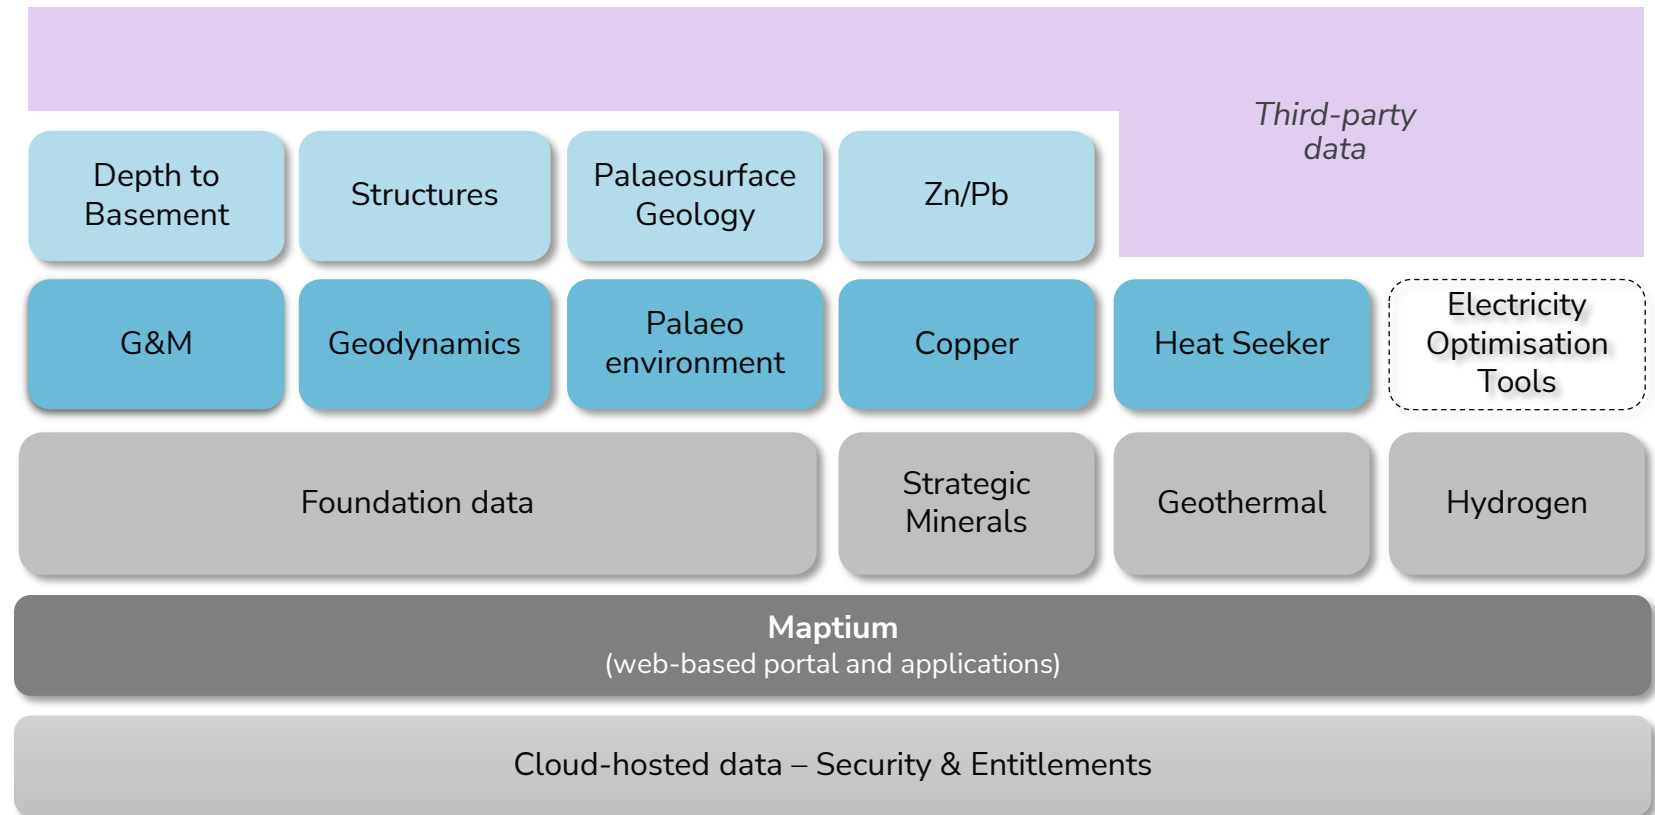 Third-party
data
Depth to
Basement
Structures
Palaeosurface
Geology
Zn/Pb
G&M
Geodynamics
Palaeo
environment
Copper
Heat Seeker
Electricity
Optimisation
Tools
Foundation data
Strategic
Minerals
Geothermal
Hydrogen
Maptium
(web-based portal and applications)
Cloud-hosted data – Security & Entitlements